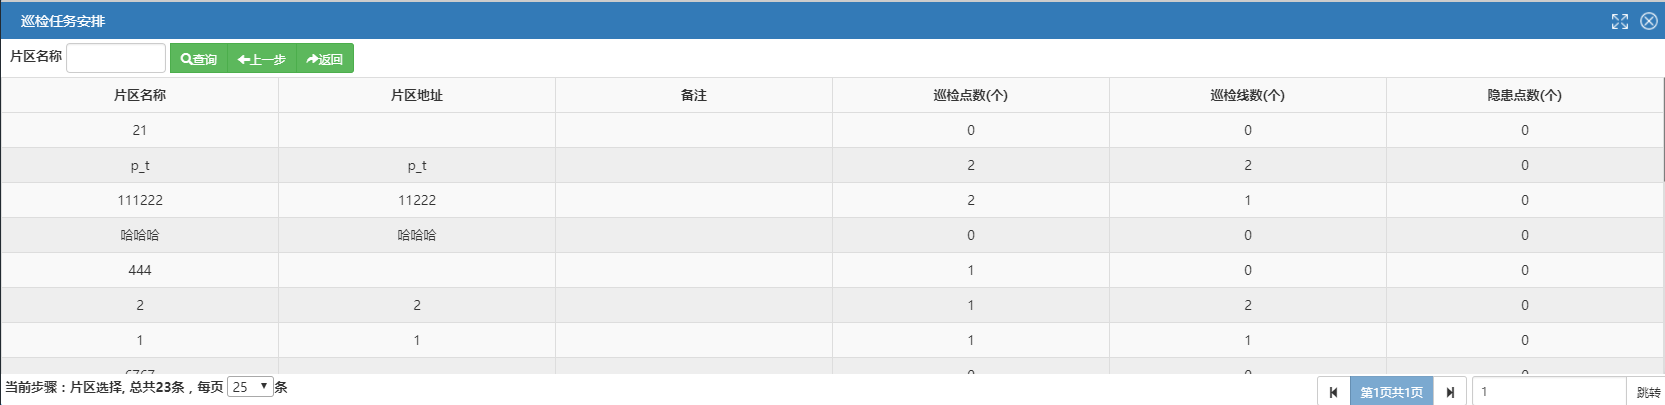 巡检任务安排
片区名称 查询 上一步 返回
片区名称 片区地址 备注 巡检点数(个) 巡检线数(个) 隐患点数(个)
21 0 0 0
p_t p_t 2 2 0
111222 11222 2 1 0
哈哈哈 哈哈哈 0 0 0
444 1 0 0
2 2 1 2 0
1 1 1 1 0
当前步骤：片区选择, 总共23条，每页 25 条 第1页共1页 1 跳转